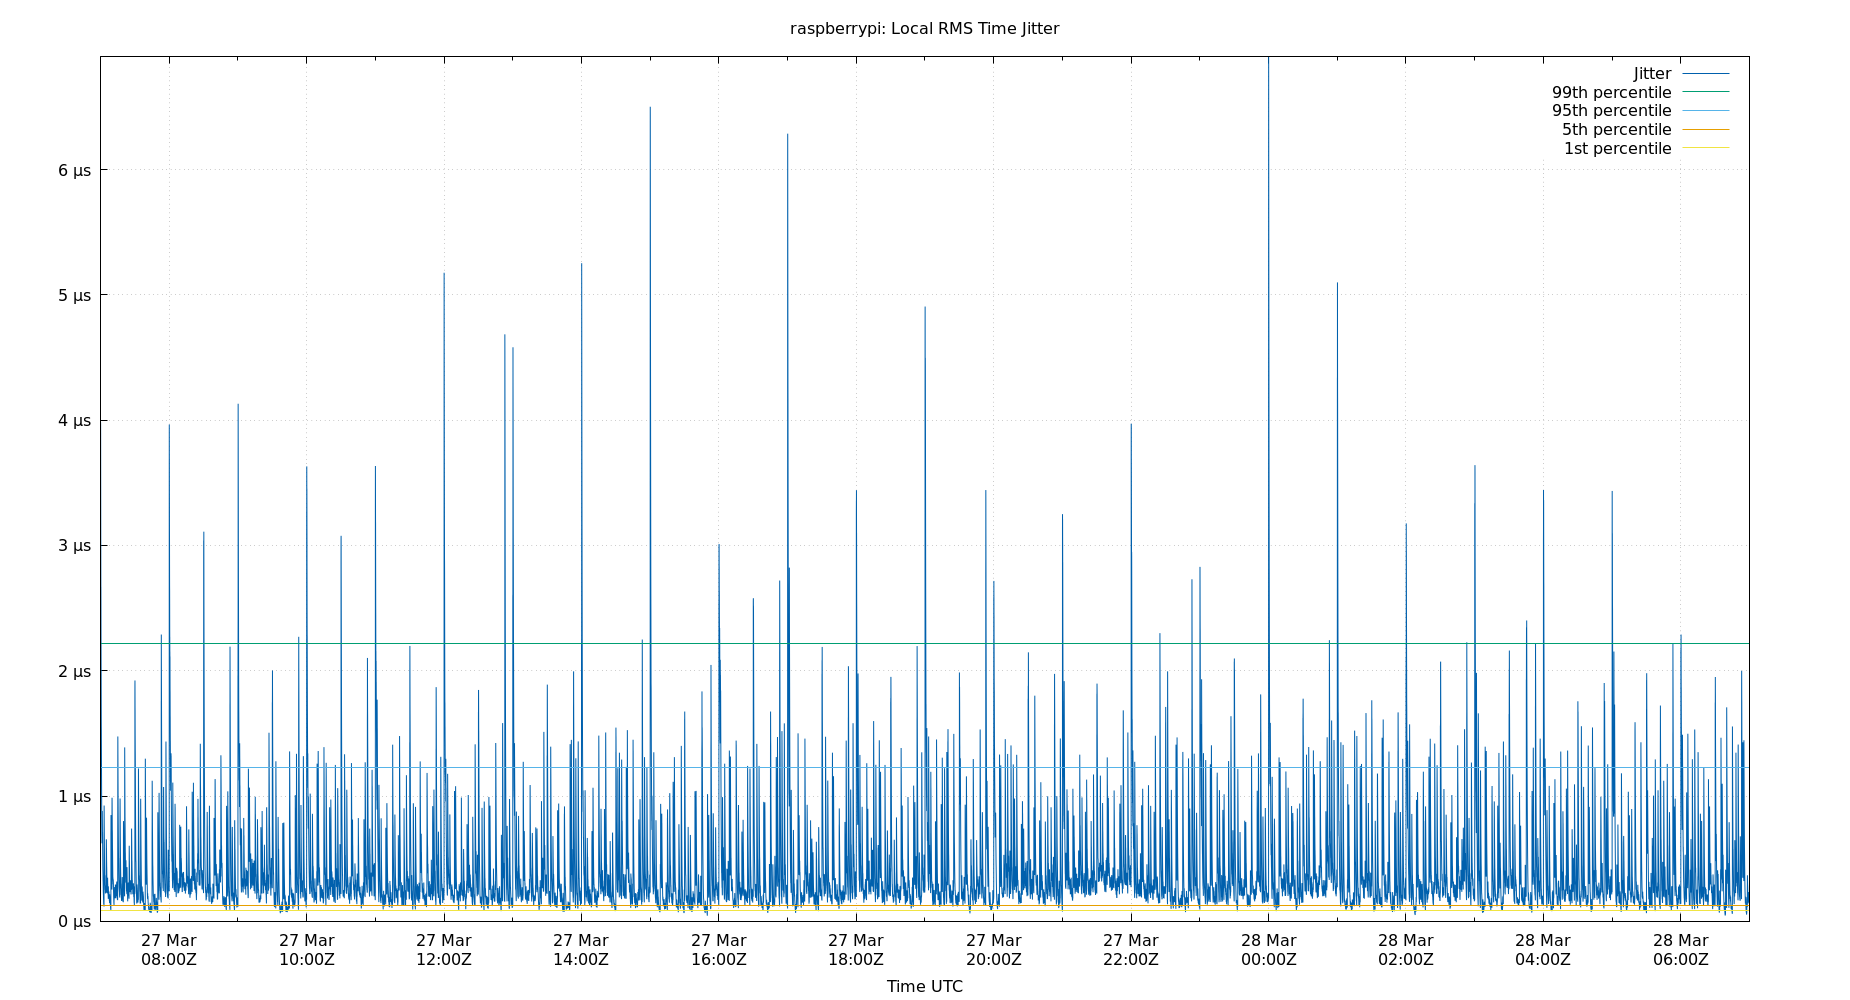 raspberrypi: Local RMS Time Jitter
Jitter
99th percentile
95th percentile
5th percentile
1st percentile
6 µs
5 µs
4 µs
3 µs
2 µs
1 µs
0 µs
27 Mar 27 Mar 27 Mar 27 Mar 27 Mar 27 Mar 27 Mar 27 Mar 28 Mar 28 Mar 28 Mar 28 Mar
08:00Z 10:00Z 12:00Z 14:00Z 16:00Z 18:00Z 20:00Z 22:00Z 00:00Z 02:00Z 04:00Z 06:00Z
Time UTC